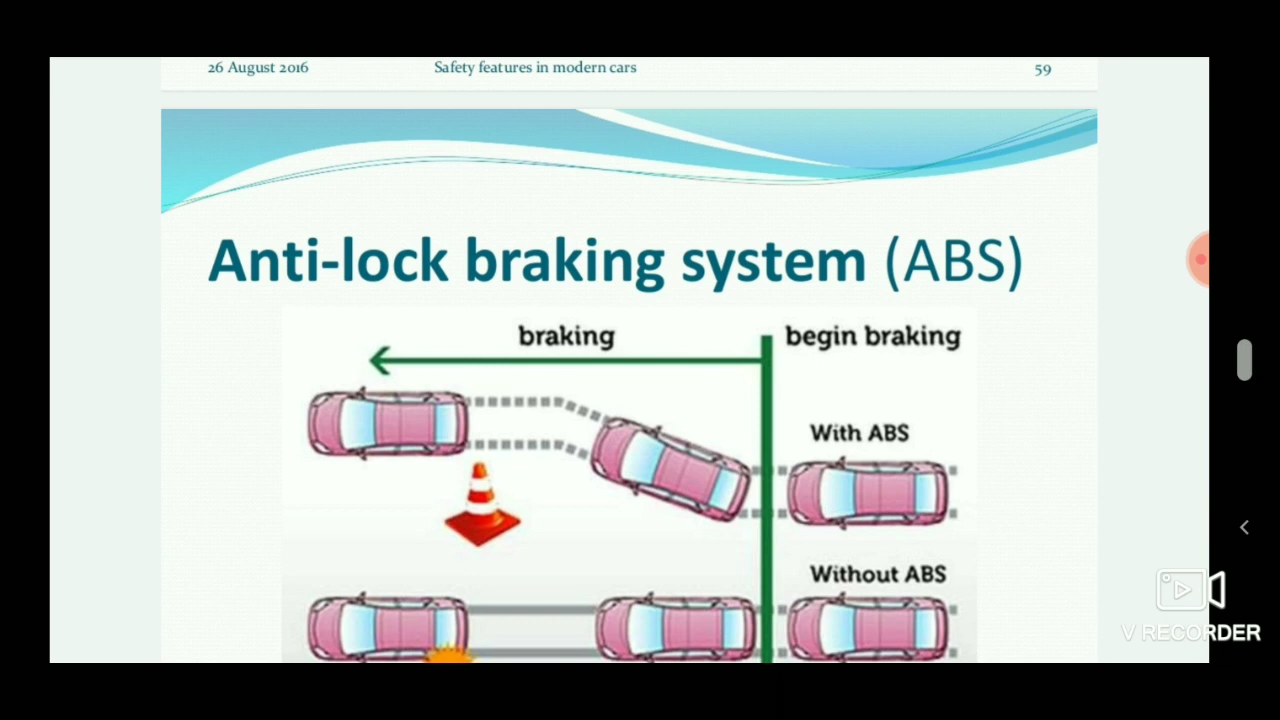 26 August 2016 Safety features in modern cars 59
Anti-lock braking system (ABS)
braking begin braking
With ABS
Without ABS
V RECORDER